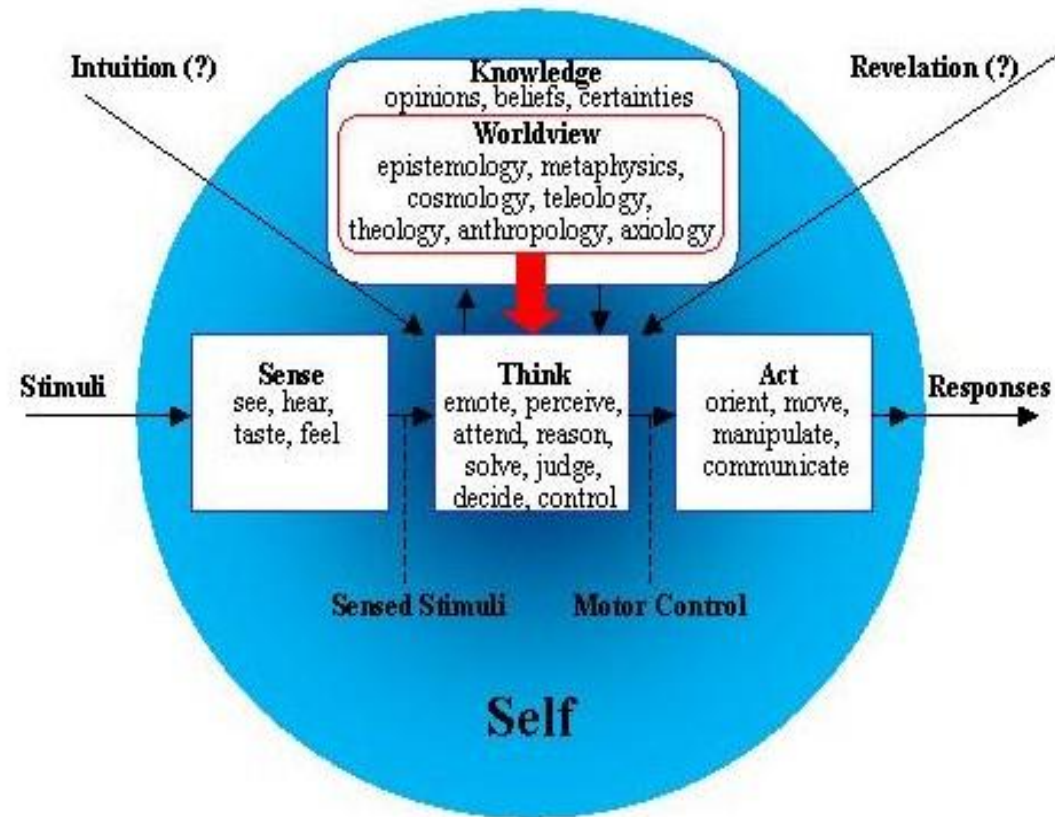 Intuition (?)
Revelation (?)
Knowledge
opinions, beliefs, certainties
Worldview
epistemology, metaphysics,
cosmology, teleology,
theology, anthropology, axiology
Stimuli
Sense
see, hear,
taste, feel
Think
emote, perceive,
attend, reason,
solve, judge,
decide, control
Act
orient, move,
manipulate,
communicate
Responses
Sensed Stimuli
Motor Control
Self